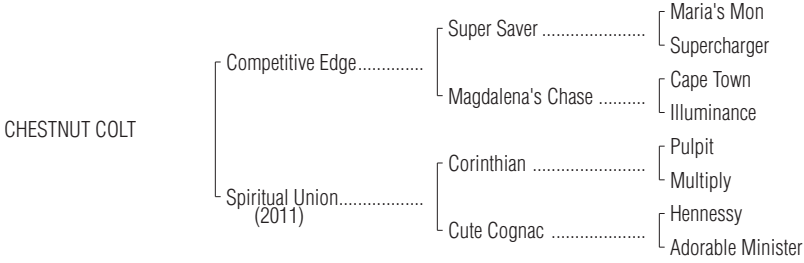 Maria's Mon
Super Saver ......................
Supercharger
Competitive Edge..............
Cape Town
Magdalena's Chase ..........
Illuminance
CHESTNUT COLT
Pulpit
Corinthian ........................
Multiply
Spiritual Union..................
(2011)
Hennessy
Cute Cognac ....................
Adorable Minister